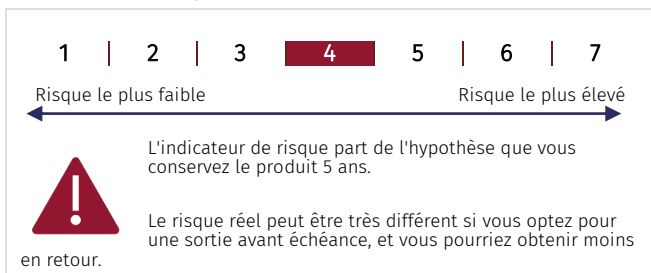 1 | 2 | 3 | 4 | 5 | 6 | 7
Risque le plus faible Risque le plus élevé
L'indicateur de risque part de l'hypothèse que vous
conservez le produit 5 ans.
Le risque réel peut être très différent si vous optez pour
une sortie avant échéance, et vous pourriez obtenir moins
en retour.